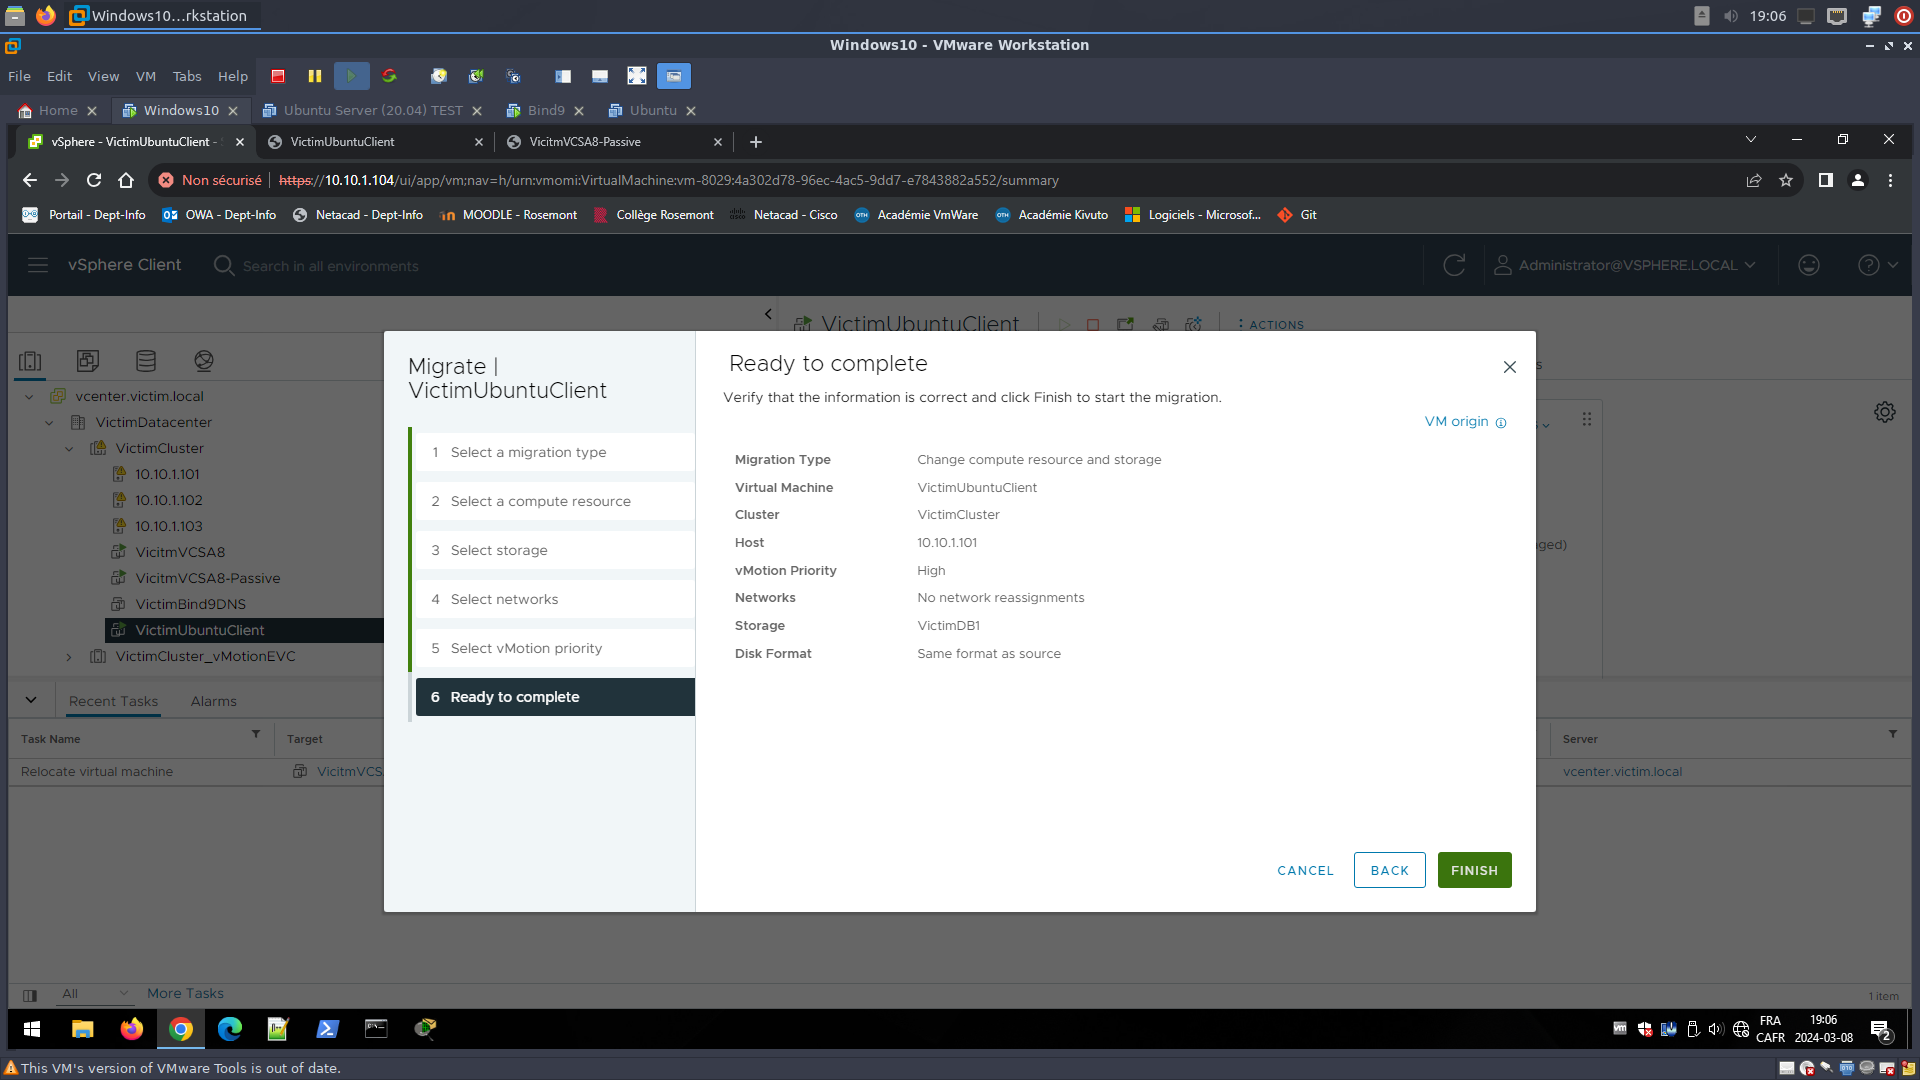 Windows10...rkstation
19:06
Windows10 - VMware Workstation
File Edit View VM Tabs Help
Home Windows10 Ubuntu Server (20.04) TEST Bind9 Ubuntu
vSphere - VictimUbuntuClient - VictimUbuntuClient VicitmVCSA8-Passive
Non sécurisé https://10.10.1.104/ui/app/vm;nav=h/urn:vmomi:VirtualMachine:vm-8029:4a302d78-96ec-4ac5-9dd7-e7843882a552/summary
Portail - Dept-Info OWA - Dept-Info Netacad - Dept-Info MOODLE - Rosemont Collège Rosemont Netacad - Cisco Académie VmWare Académie Kivuto Logiciels - Microsof... Git
vSphere Client Search in all environments Administrator@VSPHERE.LOCAL
VictimUbuntuClient ACTIONS
vcenter.victim.local
VictimDatacenter
VictimCluster
10.10.1.101
10.10.1.102
10.10.1.103
VicitmVCSA8
VicitmVCSA8-Passive
VictimBind9DNS
VictimUbuntuClient
VictimCluster_vMotionEVC
Migrate | VictimUbuntuClient
1 Select a migration type
2 Select a compute resource
3 Select storage
4 Select networks
5 Select vMotion priority
6 Ready to complete
Ready to complete
Verify that the information is correct and click Finish to start the migration.
VM origin
Migration Type Change compute resource and storage
Virtual Machine VictimUbuntuClient
Cluster VictimCluster
Host 10.10.1.101
vMotion Priority High
Networks No network reassignments
Storage VictimDB1
Disk Format Same format as source
CANCEL BACK FINISH
aged)
Recent Tasks Alarms
Task Name Target Server
Relocate virtual machine VicitmVCS vcenter.victim.local
All More Tasks 1 item
FRA
CAFR
19:06
2024-03-08
2
This VM's version of VMware Tools is out of date.